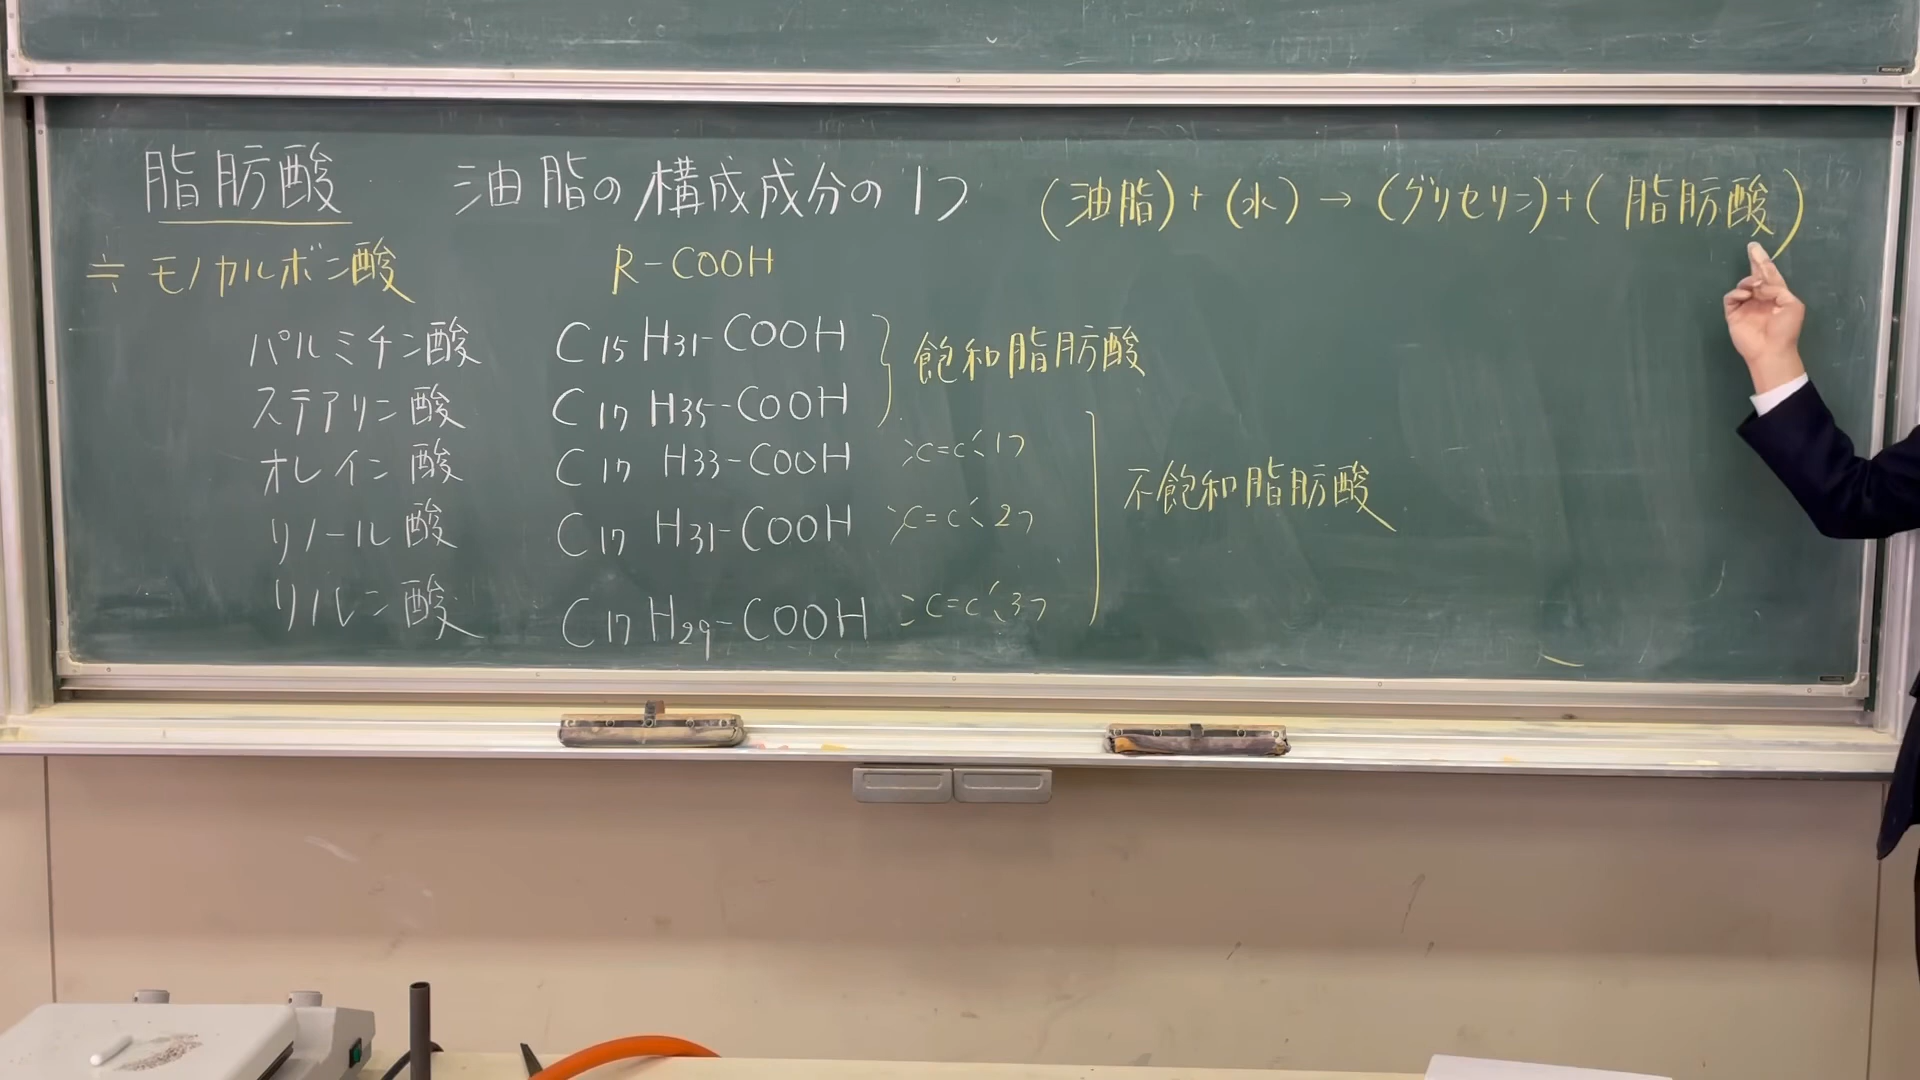 脂肪酸 油脂の構成成分の1つ (油脂)+(水)→(グリセリン)+(脂肪酸)
≒モノカルボン酸 R-COOH
パルミチン酸 C15H31-COOH 飽和脂肪酸
ステアリン酸 C17H35-COOH
オレイン酸 C17H33-COOH >C=C< 1つ
リノール酸 C17H31-COOH >C=C< 2つ 不飽和脂肪酸
リノレン酸 C17H29-COOH >C=C< 3つ